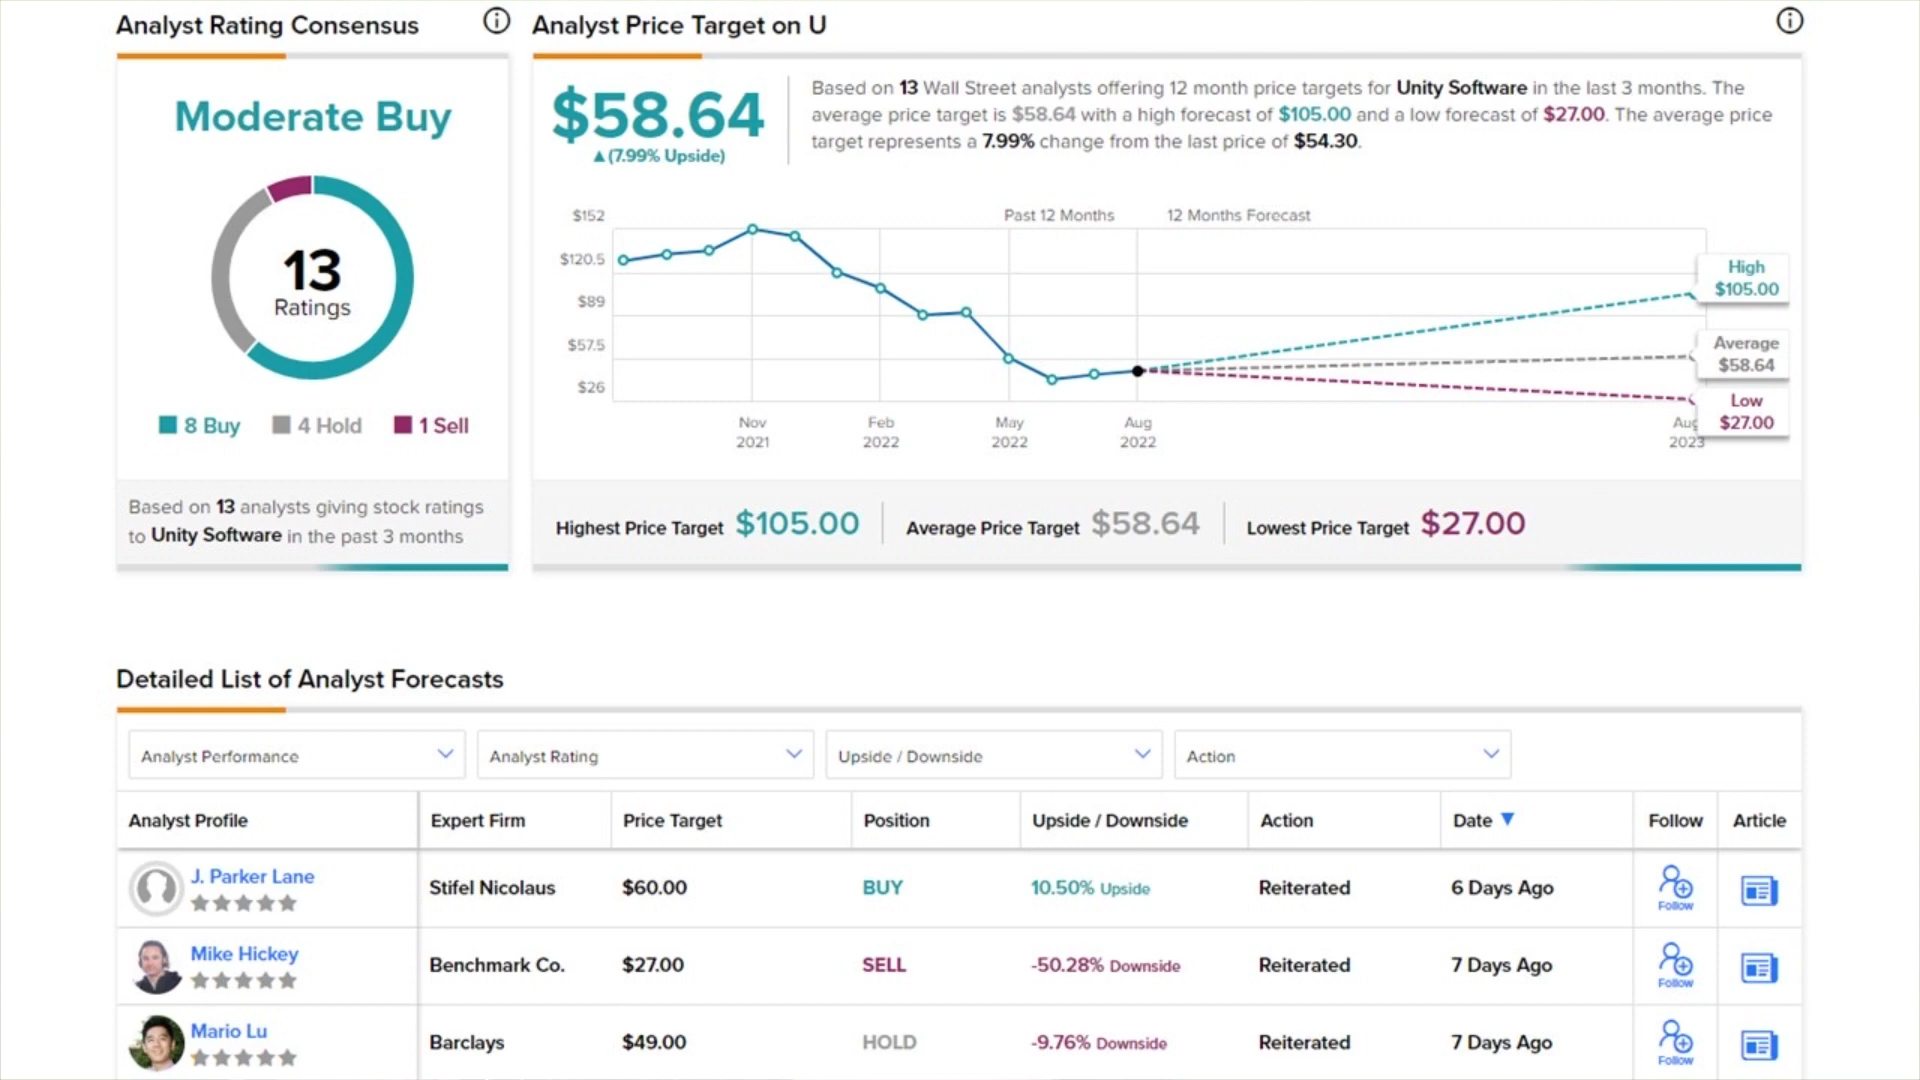 Analyst Rating Consensus
Moderate Buy
13
Ratings
8 Buy 4 Hold 1 Sell
Based on 13 analysts giving stock ratings
to Unity Software in the past 3 months
Analyst Price Target on U
$58.64
▲(7.99% Upside)
Based on 13 Wall Street analysts offering 12 month price targets for Unity Software in the last 3 months. The
average price target is $58.64 with a high forecast of $105.00 and a low forecast of $27.00. The average price
target represents a 7.99% change from the last price of $54.30.
Past 12 Months 12 Months Forecast
$152
$120.5
$89
$57.5
$26
High
$105.00
Average
$58.64
Low
$27.00
Nov Feb May Aug Aug
2021 2022 2022 2022 2023
Highest Price Target $105.00 Average Price Target $58.64 Lowest Price Target $27.00
Detailed List of Analyst Forecasts
Analyst Performance Analyst Rating Upside / Downside Action
Analyst Profile Expert Firm Price Target Position Upside / Downside Action Date ▼ Follow Article
J. Parker Lane Stifel Nicolaus $60.00 BUY 10.50% Upside Reiterated 6 Days Ago Follow
Mike Hickey Benchmark Co. $27.00 SELL -50.28% Downside Reiterated 7 Days Ago Follow
Mario Lu Barclays $49.00 HOLD -9.76% Downside Reiterated 7 Days Ago Follow